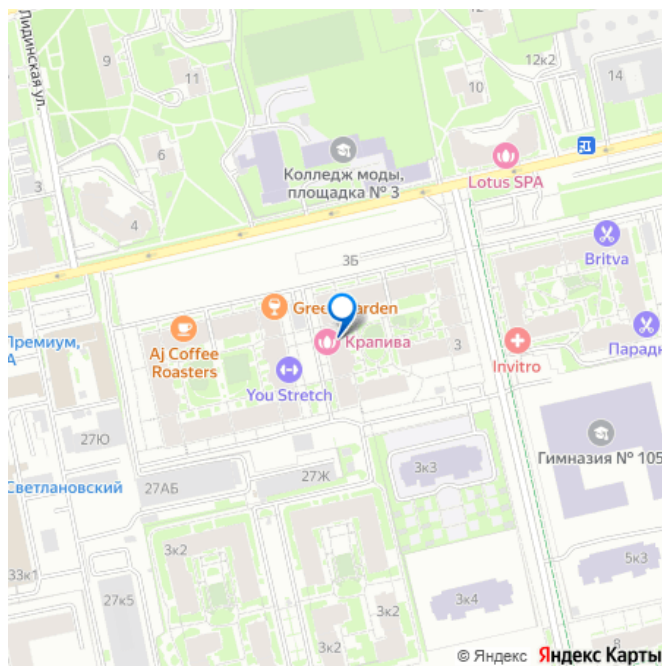 Лидинская ул.
9
11
12к2
14
10
6
Колледж моды,
площадка № 3
Lotus SPA
3
4
3Б
Britva
Green Garden
Премиум,
А
Aj Coffee
Roasters
Крапива
3
You Stretch
Invitro
Парадн
27Ю
Гимназия № 105
Светлановский
27АБ
27Ж
3к3
3к2
33к1
27к5
3к2
3к2
3к4
5к3
8
© Яндекс Яндекс Карты